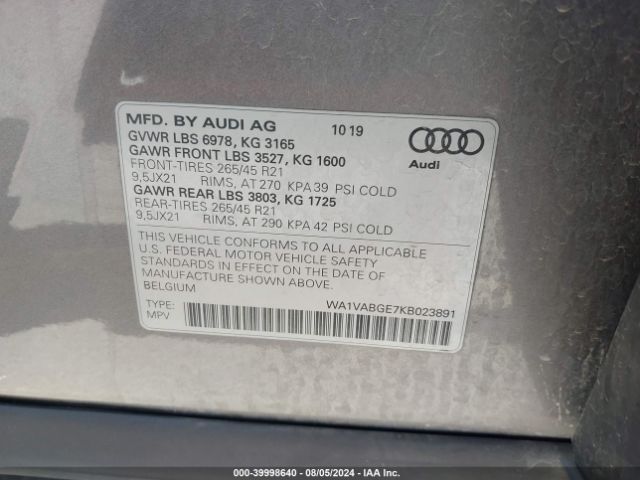 MFD. BY AUDI AG 10 19
GVWR LBS 6978, KG 3165
GAWR FRONT LBS 3527, KG 1600
FRONT-TIRES 265/45 R21
9,5JX21 RIMS, AT 270 KPA 39 PSI COLD
GAWR REAR LBS 3803, KG 1725
REAR-TIRES 265/45 R21
9,5JX21 RIMS, AT 290 KPA 42 PSI COLD
Audi
THIS VEHICLE CONFORMS TO ALL APPLICABLE
U.S. FEDERAL MOTOR VEHICLE SAFETY
STANDARDS IN EFFECT ON THE DATE OF
MANUFACTURE SHOWN ABOVE.
BELGIUM
WA1VABGE7KB023891
TYPE:
MPV
000-39998640 - 08/05/2024 - IAA Inc.